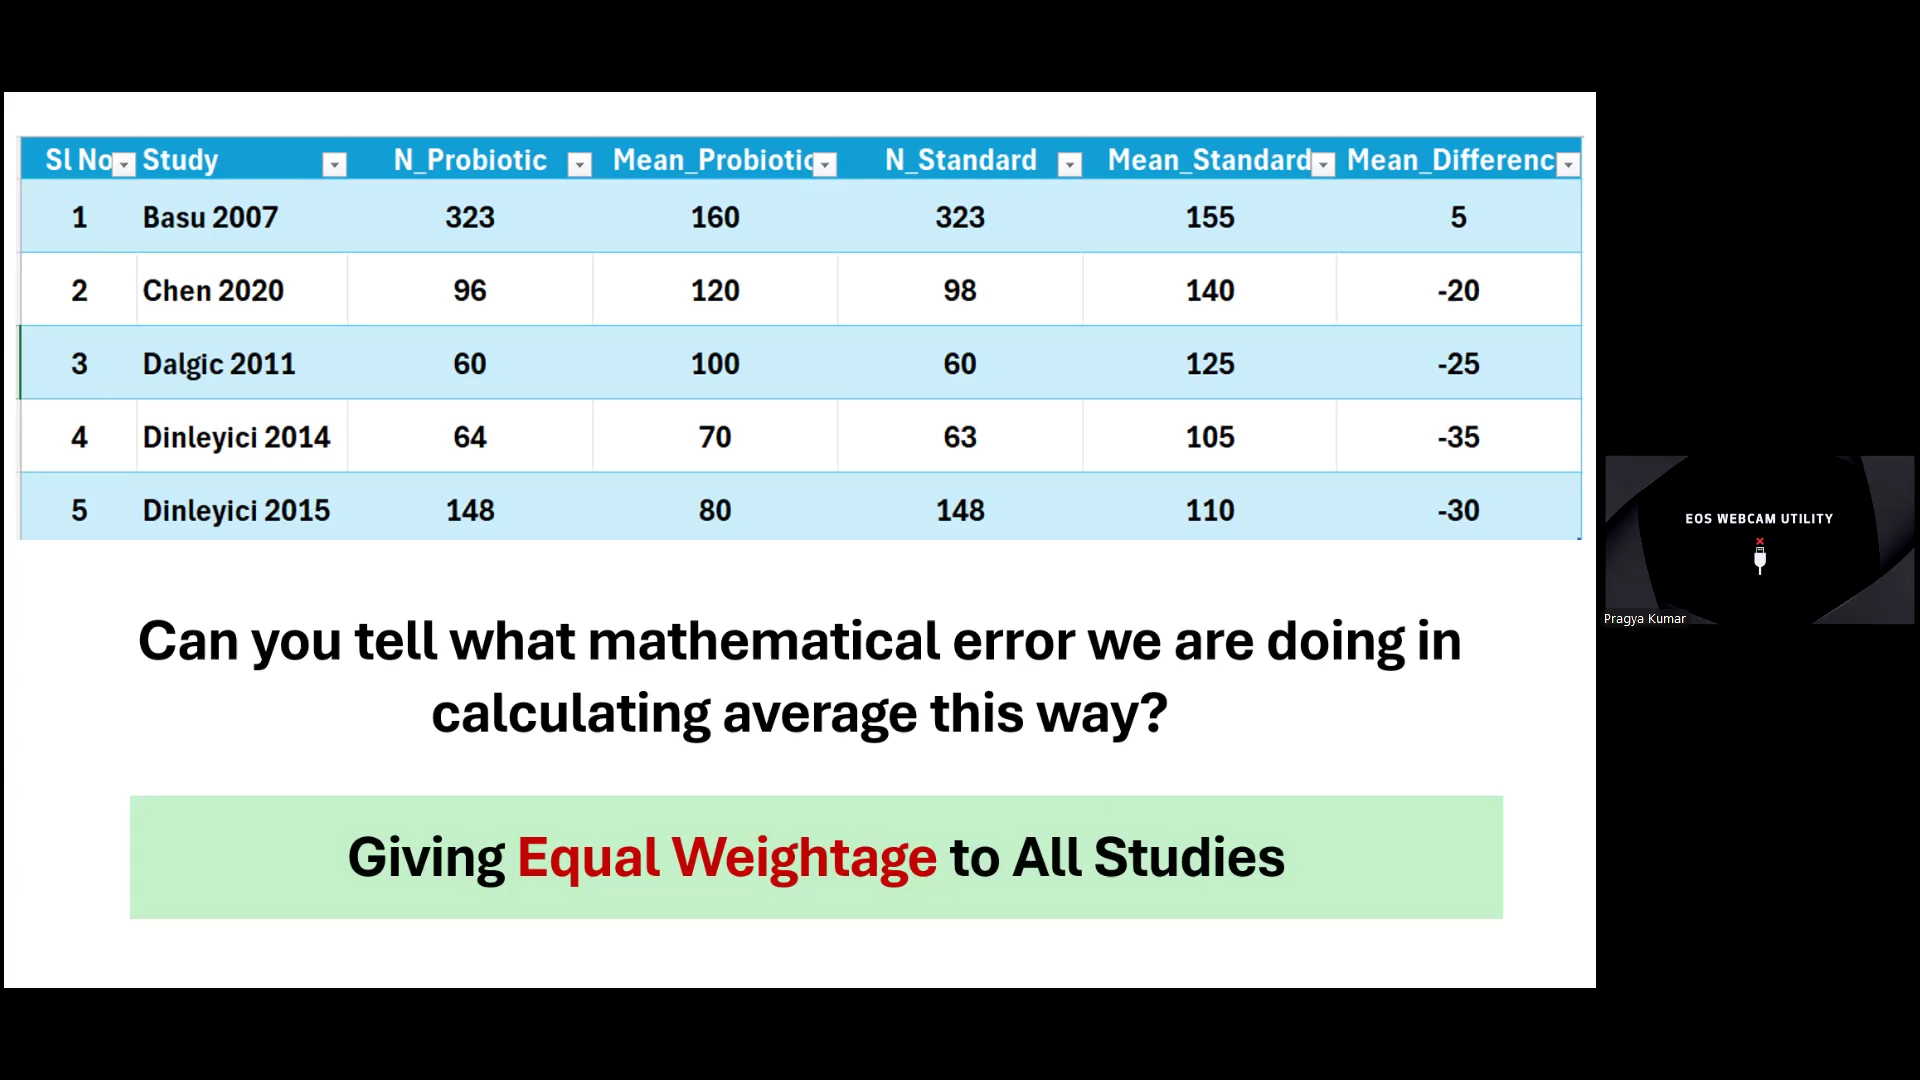 Sl No Study N_Probiotic Mean_Probiotic N_Standard Mean_Standard Mean_Differenc
1 Basu 2007 323 160 323 155 5
2 Chen 2020 96 120 98 140 -20
3 Dalgic 2011 60 100 60 125 -25
4 Dinleyici 2014 64 70 63 105 -35
5 Dinleyici 2015 148 80 148 110 -30
Can you tell what mathematical error we are doing in
calculating average this way?
Giving Equal Weightage to All Studies
EOS WEBCAM UTILITY
Pragya Kumar